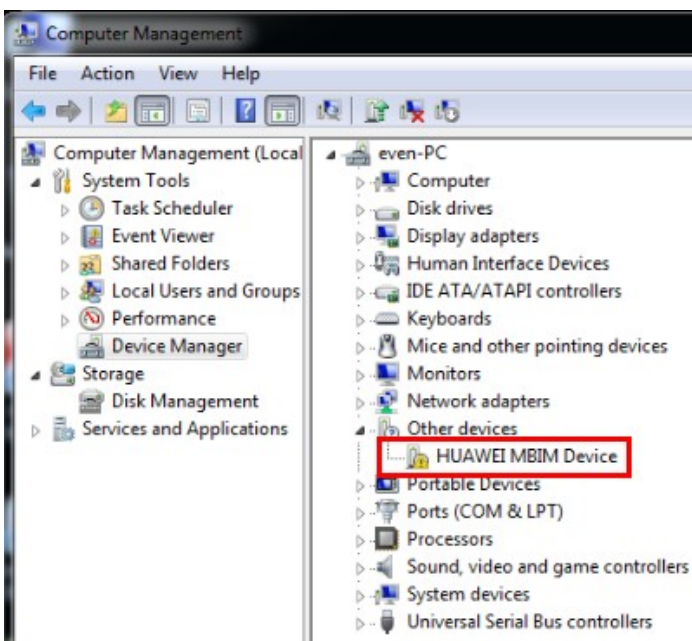 Computer Management
File Action View Help
Computer Management (Local
System Tools
Task Scheduler
Event Viewer
Shared Folders
Local Users and Groups
Performance
Device Manager
Storage
Disk Management
Services and Applications
even-PC
Computer
Disk drives
Display adapters
Human Interface Devices
IDE ATA/ATAPI controllers
Keyboards
Mice and other pointing devices
Monitors
Network adapters
Other devices
HUAWEI MBIM Device
Portable Devices
Ports (COM & LPT)
Processors
Sound, video and game controllers
System devices
Universal Serial Bus controllers